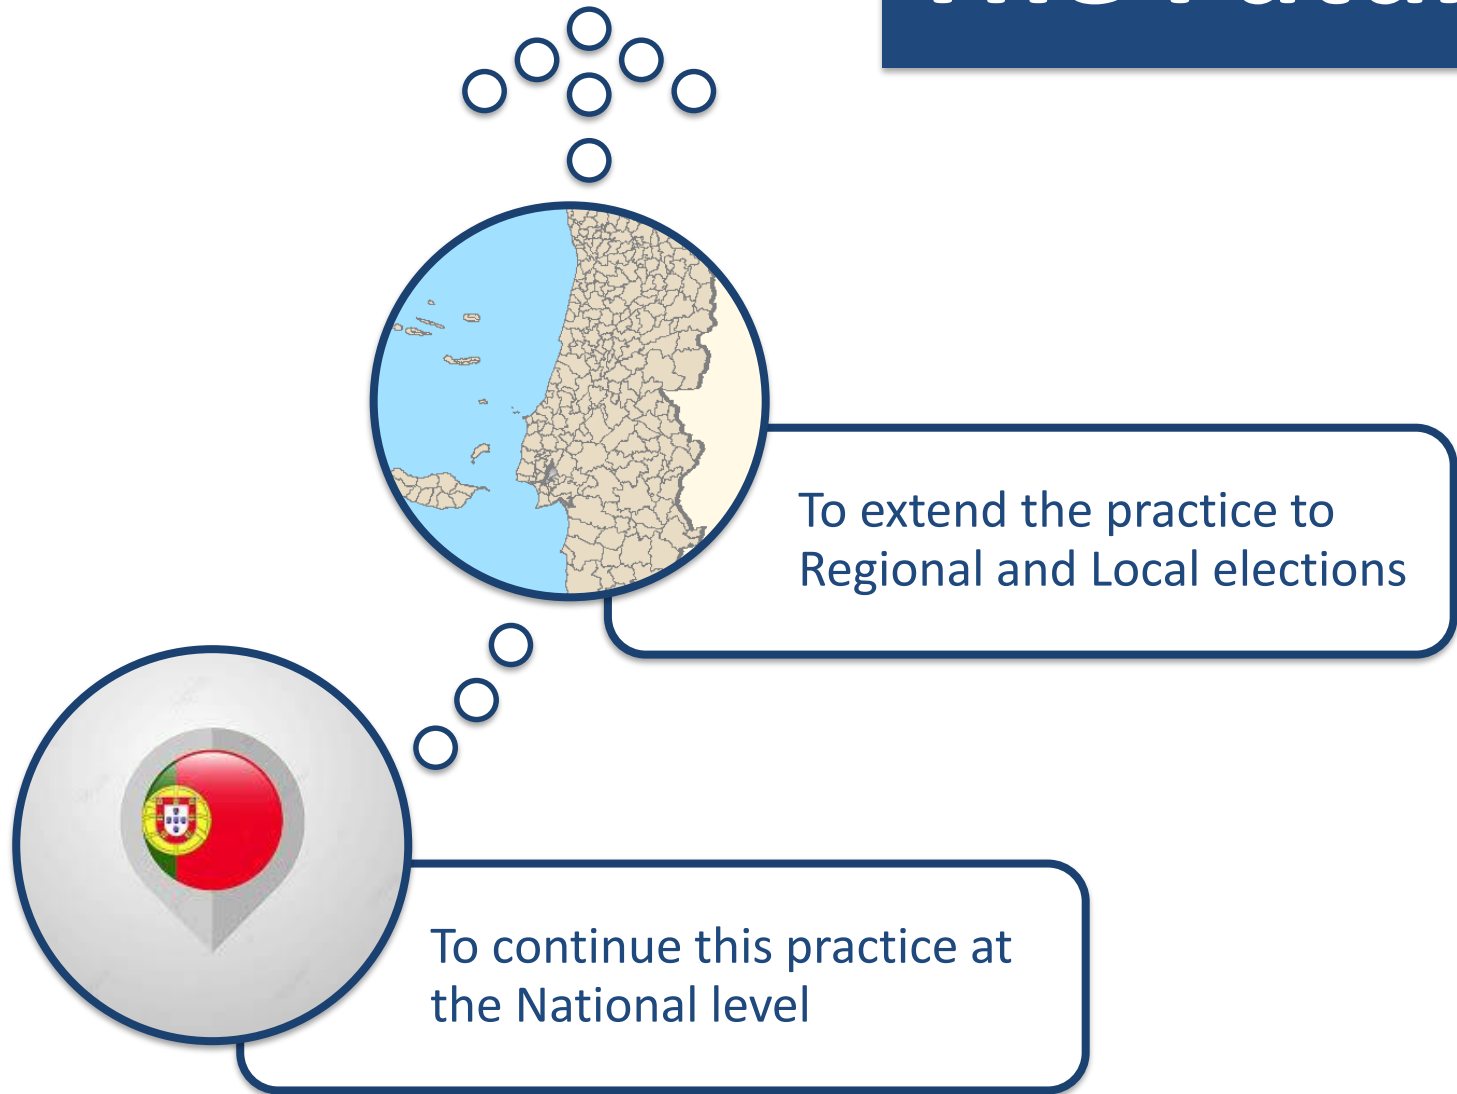 To extend the practice to
Regional and Local elections
To continue this practice at
the National level